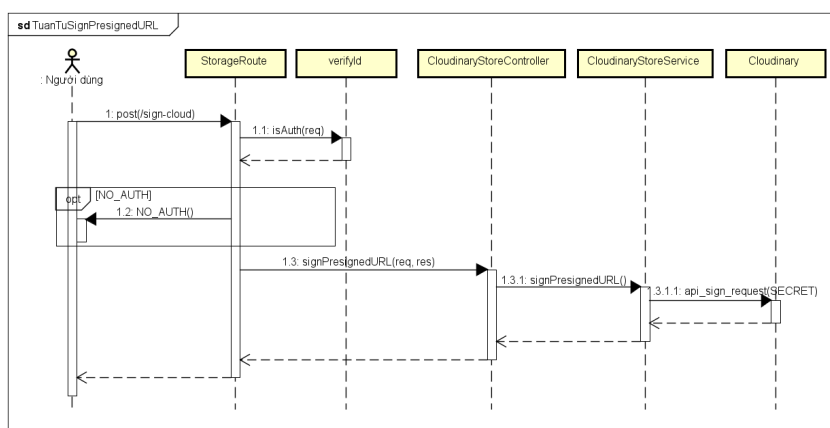 sd TuanTuSignPresignedURL
: Người dùng
StorageRoute
verifyId
CloudinaryStoreController
CloudinaryStoreService
Cloudinary
1: post(/sign-cloud)
1.1: isAuth(req)
opt
[NO_AUTH]
1.2: NO_AUTH()
1.3: signPresignedURL(req, res)
1.3.1: signPresignedURL()
1.3.1.1: api_sign_request(SECRET)